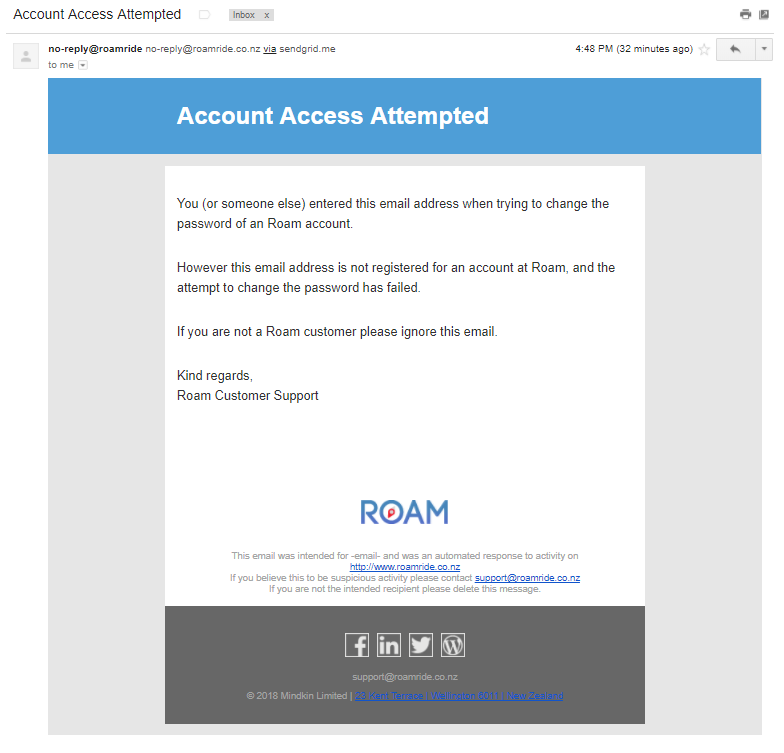 Account Access Attempted
Inbox x
no-reply@roamride no-reply@roamride.co.nz via sendgrid.me
4:48 PM (32 minutes ago)
to me
Account Access Attempted
You (or someone else) entered this email address when trying to change the
password of an Roam account.
However this email address is not registered for an account at Roam, and the
attempt to change the password has failed.
If you are not a Roam customer please ignore this email.
Kind regards,
Roam Customer Support
ROAM
This email was intended for -email- and was an automated response to activity on
http://www.roamride.co.nz
If you believe this to be suspicious activity please contact support@roamride.co.nz
If you are not the intended recipient please delete this message.
f in W
support@roamride.co.nz
© 2018 Mindkin Limited | 23 Kent Terrace | Wellington 6011 | New Zealand